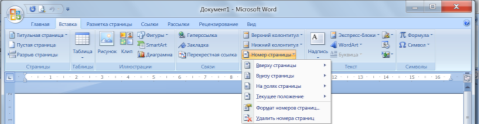 Документ1 - Microsoft Word
Главная Вставка Разметка страницы Ссылки Рассылки Рецензирование Вид
Титульная страница
Пустая страница
Разрыв страницы
Страницы
Таблица
Таблицы
Рисунок Клип
Фигуры
SmartArt
Диаграмма
Иллюстрации
Гиперссылка
Закладка
Перекрестная ссылка
Связи
Верхний колонтитул
Нижний колонтитул
Номер страницы
Вверху страницы
Внизу страницы
На полях страницы
Текущее положение
Формат номеров страниц...
Удалить номера страниц
Надпись
Экспресс-блоки
WordArt
Буквица
Текст
Формула
Символ
Символы